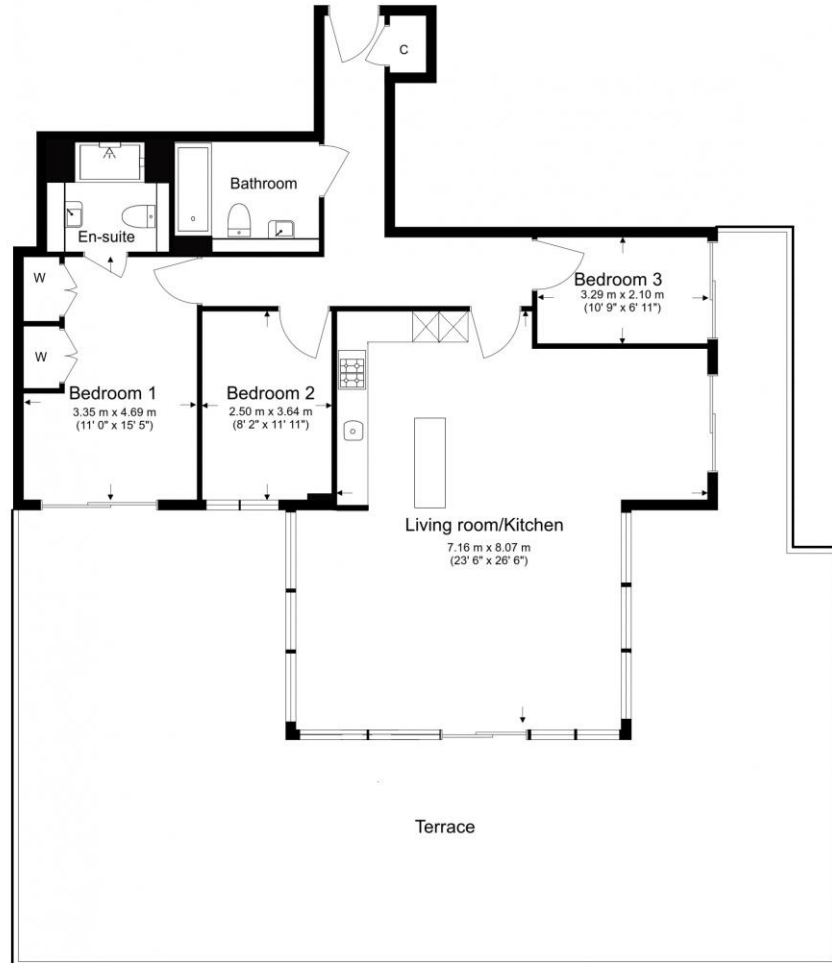 C
Bathroom
En-suite
W
W
Bedroom 3
3.29 m x 2.10 m
(10' 9" x 6' 11")
Bedroom 1
3.35 m x 4.69 m
(11' 0" x 15' 5")
Bedroom 2
2.50 m x 3.64 m
(8' 2" x 11' 11")
Living room/Kitchen
7.16 m x 8.07 m
(23' 6" x 26' 6")
Terrace